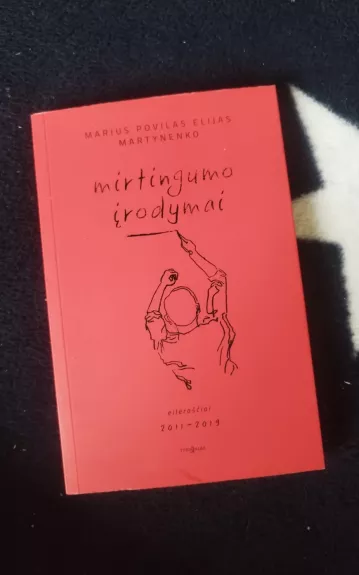 MARIUS POVILAS ELIJAS
MARTYNENKO
mirtingumo
įrodymai
eilėraščiai
2011–2019